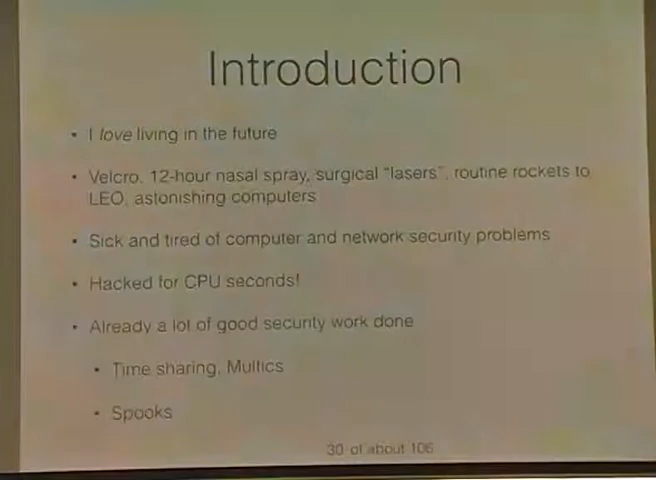 Introduction
• I love living in the future
• Velcro, 12-hour nasal spray, surgical "lasers", routine rockets to
LEO, astonishing computers
• Sick and tired of computer and network security problems
• Hacked for CPU seconds!
• Already a lot of good security work done
• Time sharing, Multics
• Spooks
30 of about 106